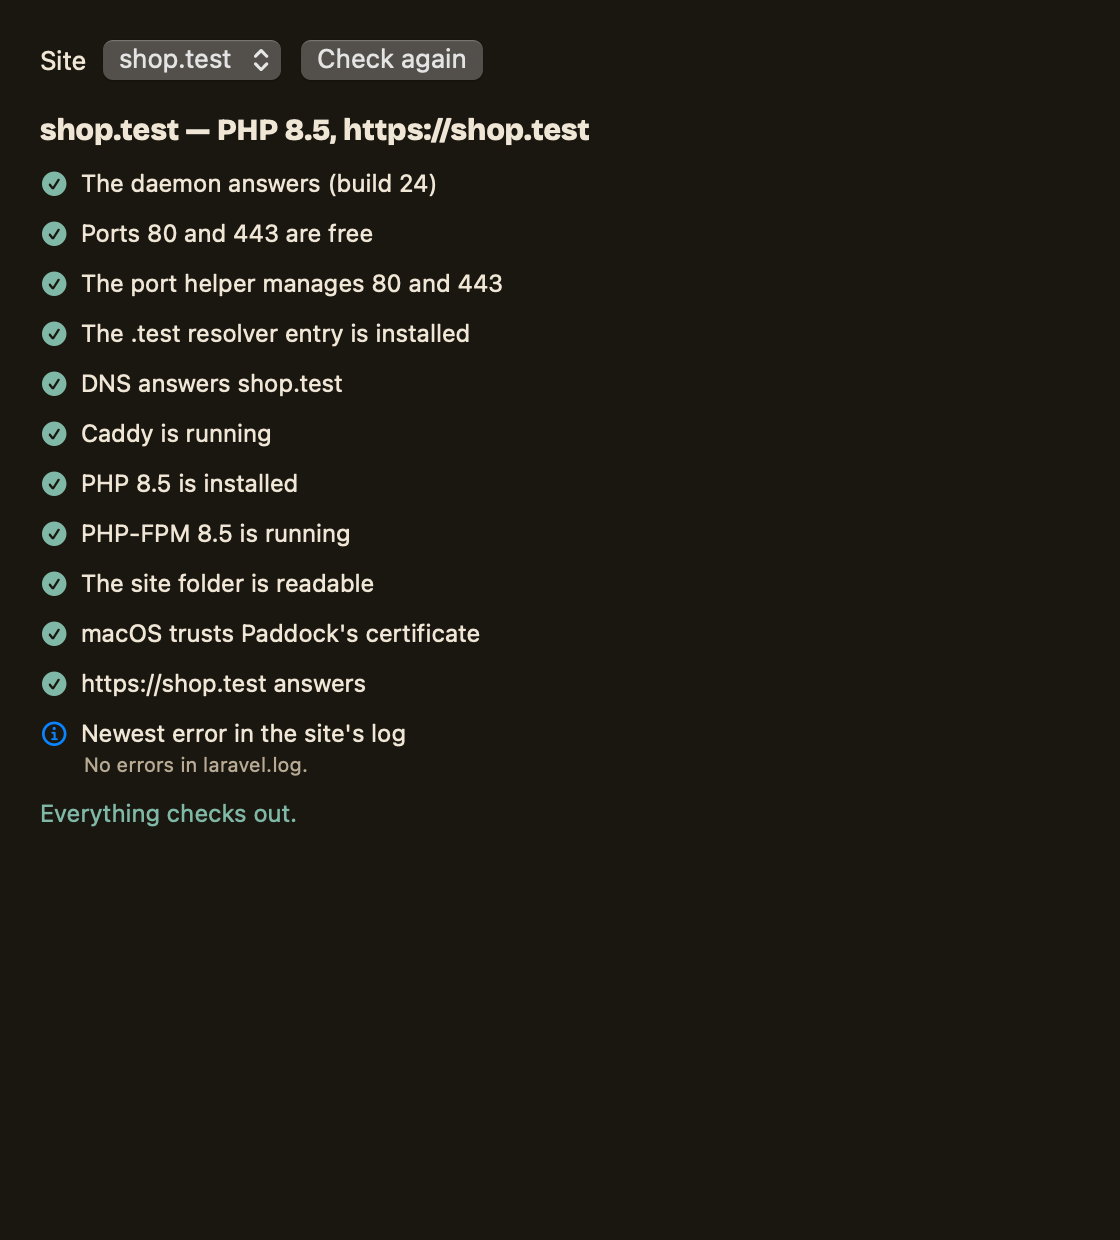 Site shop.test Check again
shop.test — PHP 8.5, https://shop.test
The daemon answers (build 24)
Ports 80 and 443 are free
The port helper manages 80 and 443
The .test resolver entry is installed
DNS answers shop.test
Caddy is running
PHP 8.5 is installed
PHP-FPM 8.5 is running
The site folder is readable
macOS trusts Paddock's certificate
https://shop.test answers
Newest error in the site's log
No errors in laravel.log.
Everything checks out.